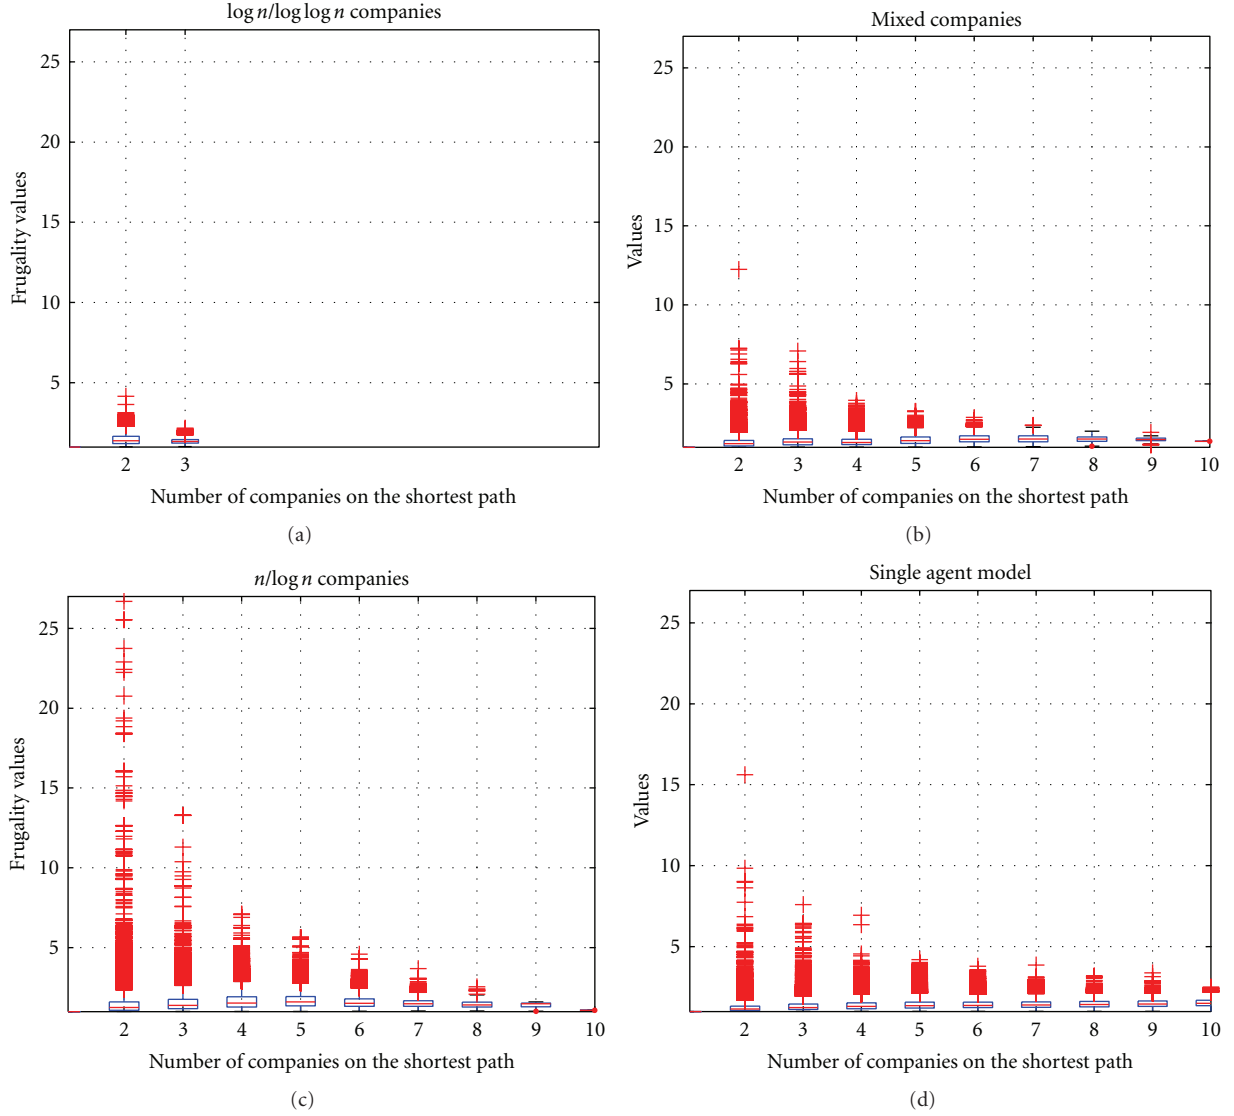 log n/log log n companies
25
20
15
10
5
Frugality values
2 3
Number of companies on the shortest path
(a)
Mixed companies
25
20
15
10
5
Values
2 3 4 5 6 7 8 9 10
Number of companies on the shortest path
(b)
n/log n companies
25
20
15
10
5
Frugality values
2 3 4 5 6 7 8 9 10
Number of companies on the shortest path
(c)
Single agent model
25
20
15
10
5
Values
2 3 4 5 6 7 8 9 10
Number of companies on the shortest path
(d)